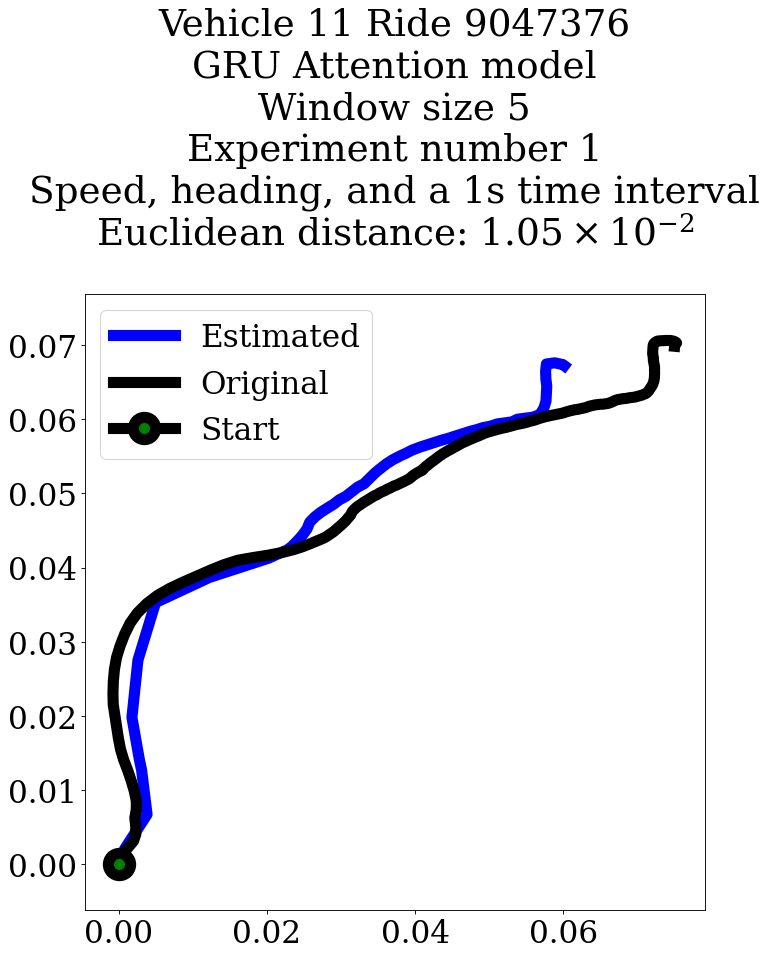 Vehicle 11 Ride 9047376
GRU Attention model
Window size 5
Experiment number 1
Speed, heading, and a 1s time interval
Euclidean distance: 1.05 × 10⁻²
Estimated
Original
Start
0.07
0.06
0.05
0.04
0.03
0.02
0.01
0.00
0.00 0.02 0.04 0.06